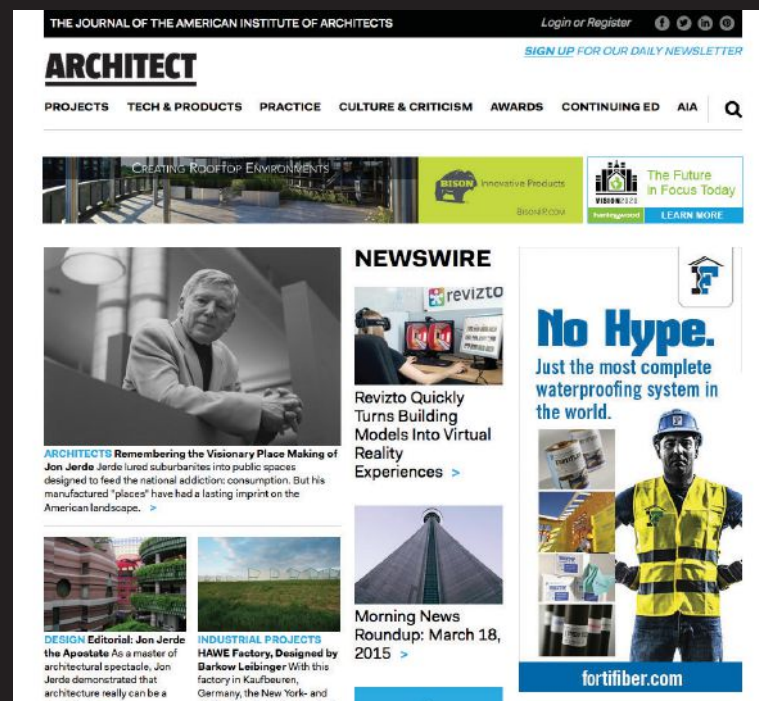 THE JOURNAL OF THE AMERICAN INSTITUTE OF ARCHITECTS
Login or Register
SIGN UP FOR OUR DAILY NEWSLETTER
ARCHITECT
PROJECTS TECH & PRODUCTS PRACTICE CULTURE & CRITICISM AWARDS CONTINUING ED AIA
CREATING ROOFTOP ENVIRONMENTS
BISON Innovative Products
BISONIP.COM
VISION2020
The Future
in Focus Today
LEARN MORE
ARCHITECTS Remembering the Visionary Place Making of
Jon Jerde Jerde lured suburbanites into public spaces
designed to feed the national addiction: consumption. But his
manufactured "places" have had a lasting imprint on the
American landscape. >
DESIGN Editorial: Jon Jerde
the Apostate As a master of
architectural spectacle, Jon
Jerde demonstrated that
architecture really can be a
INDUSTRIAL PROJECTS
HAWE Factory, Designed by
Barkow Leibinger With this
factory in Kaufbeuren,
Germany, the New York- and
NEWSWIRE
revizto
Revizto Quickly
Turns Building
Models Into Virtual
Reality
Experiences >
Morning News
Roundup: March 18,
2015 >
No Hype.
Just the most complete
waterproofing system in
the world.
fortifiber.com